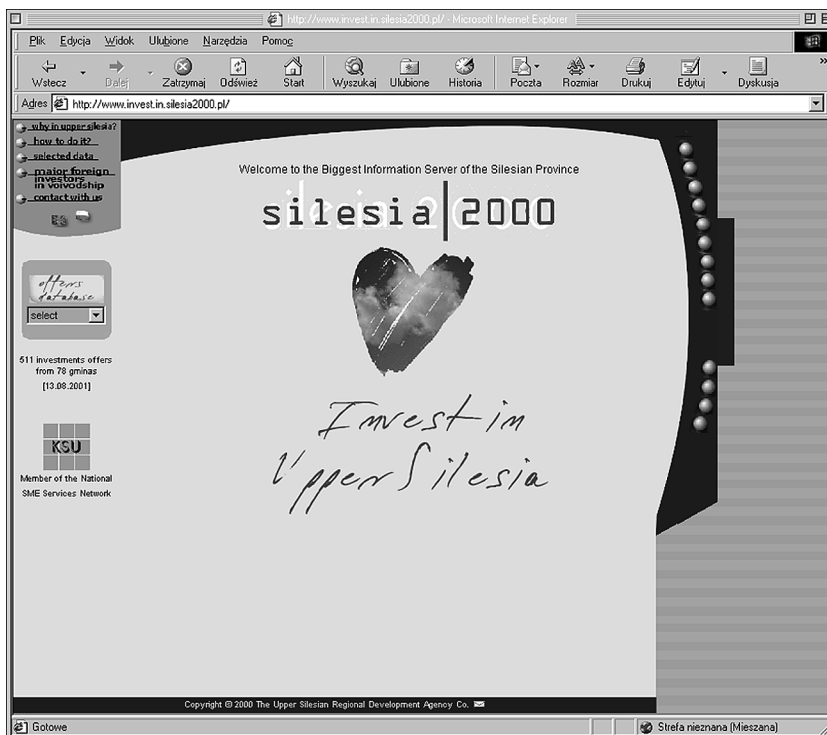 http://www.invest.in.silesia2000.pl/ - Microsoft Internet Explorer
Plik Edycja Widok Ulubione Narzędzia Pomoc
Wstecz Dalej Zatrzymaj Odśwież Start Wyszukaj Ulubione Historia Poczta Rozmiar Drukuj Edytuj Dyskusja
Adres http://www.invest.in.silesia2000.pl/
why in upper silesia?
how to do it?
selected data
major foreign
investors
in voivodship
contact with us
Welcome to the Biggest Information Server of the Silesian Province
silesia|2000
offers
database
select
511 investments offers
from 78 gminas
[13.08.2001]
KSU
Member of the National
SME Services Network
Invest in
Upper Silesia
Copyright © 2000 The Upper Silesian Regional Development Agency Co.
Gotowe Strefa nieznana (Mieszana)